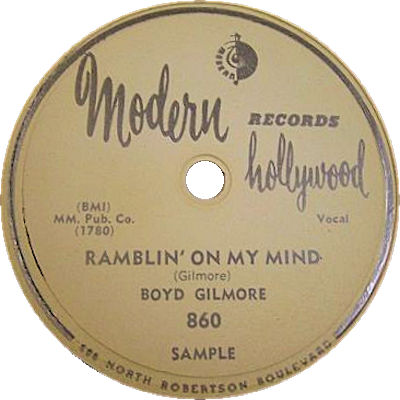 MODERN
Modern RECORDS
hollywood
(BMI)
MM. Pub. Co.
(1780)
Vocal
RAMBLIN' ON MY MIND
(Gilmore)
BOYD GILMORE
860
SAMPLE
NORTH ROBERTSON BOULEVARD